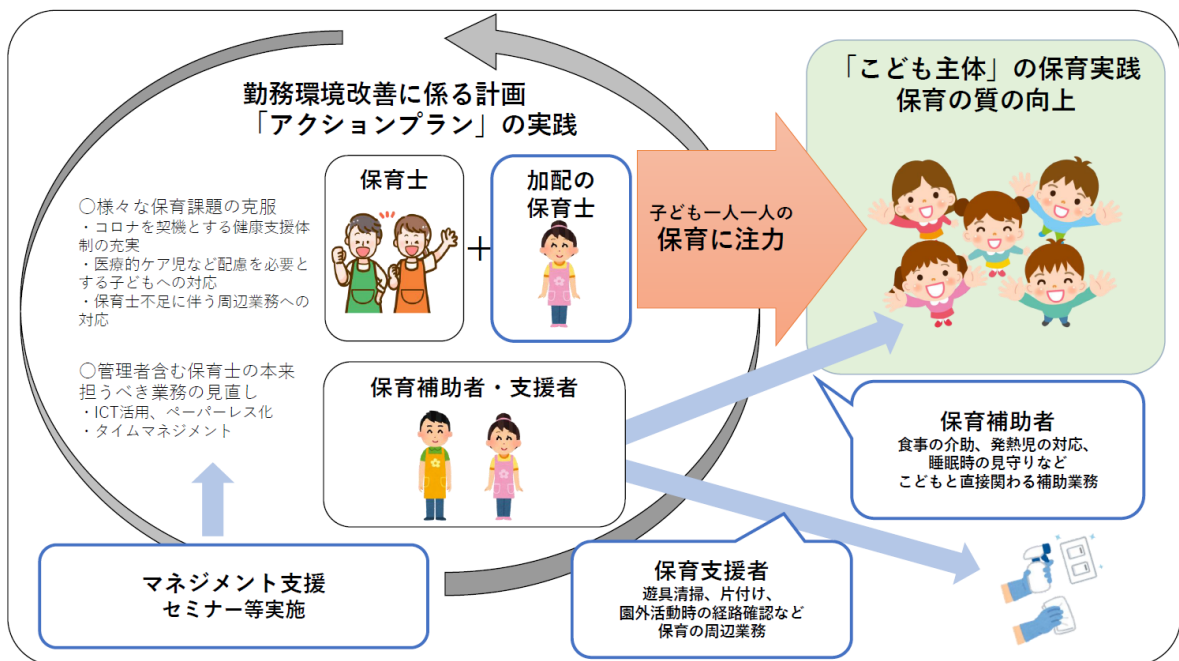 勤務環境改善に係る計画
「アクションプラン」の実践
○様々な保育課題の克服
・コロナを契機とする健康支援体
制の充実
・医療的ケア児など配慮を必要と
する子どもへの対応
・保育士不足に伴う周辺業務への
対応
○管理者含む保育士の本来
担うべき業務の見直し
・ICT活用、ペーパーレス化
・タイムマネジメント
保育士
+
加配の
保育士
保育補助者・支援者
子ども一人一人の
保育に注力
「こども主体」の保育実践
保育の質の向上
保育補助者
食事の介助、発熱児の対応、
睡眠時の見守りなど
こどもと直接関わる補助業務
マネジメント支援
セミナー等実施
保育支援者
遊具清掃、片付け、
園外活動時の経路確認など
保育の周辺業務